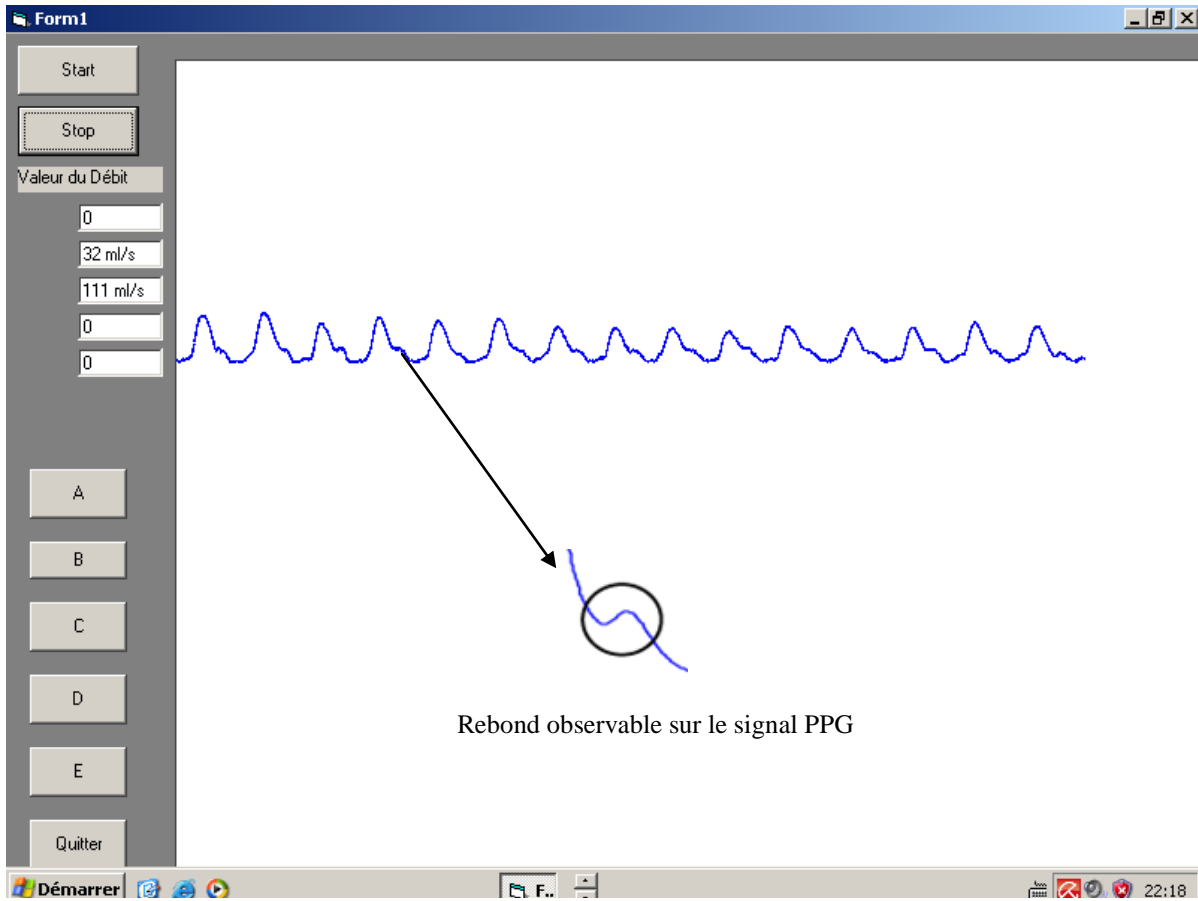 Form1
Start
Stop
Valeur du Débit
0
32 ml/s
111 ml/s
0
0
A
B
C
D
E
Quitter
Rebond observable sur le signal PPG
Démarrer
F..
22:18